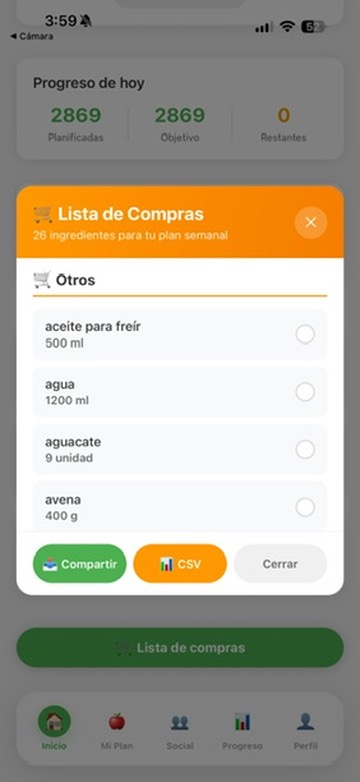 3:59
◀ Cámara
52
Progreso de hoy
2869
2869
0
Planificadas
Objetivo
Restantes
Lista de Compras
26 ingredientes para tu plan semanal
Otros
aceite para freír
500 ml
agua
1200 ml
aguacate
9 unidad
avena
400 g
Compartir
CSV
Cerrar
Lista de compras
Inicio
Mi Plan
Social
Progreso
Perfil